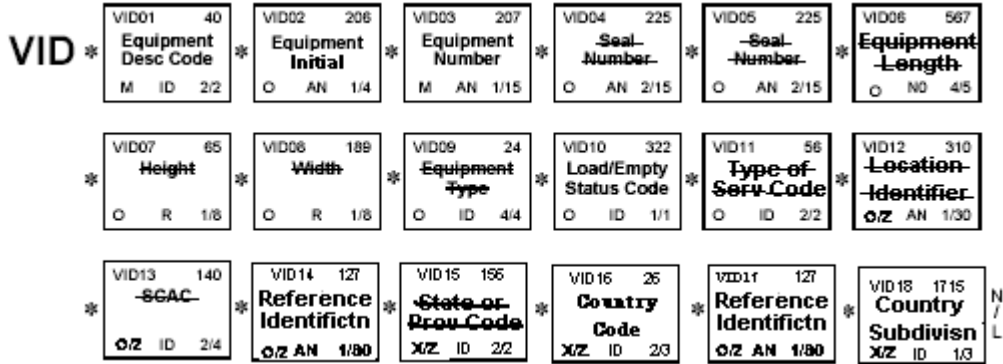 VID
*
VID01 40
Equipment
Desc Code
M ID 2/2
*
VID02 206
Equipment
Initial
O AN 1/4
*
VID03 207
Equipment
Number
M AN 1/15
*
VID04 225
Seal
Number
O AN 2/15
*
VID05 225
Seal
Number
O AN 2/15
*
VID06 567
Equipment
Length
O N0 4/5
*
VID07 65
Height
O R 1/8
*
VID08 189
Width
O R 1/8
*
VID09 24
Equipment
Type
O ID 4/4
*
VID10 322
Load/Empty
Status Code
O ID 1/1
*
VID11 56
Type of
Serv Code
O ID 2/2
*
VID12 310
Location
Identifier
O/Z AN 1/30
*
VID13 140
SCAC
O/Z ID 2/4
*
VID14 127
Reference
Identifictn
O/Z AN 1/80
*
VID15 156
State or
Prov Code
X/Z ID 2/2
*
VID16 26
Country
Code
X/Z ID 2/3
*
VID1f 127
Reference
Identifictn
O/Z AN 1/80
*
VID18 1715
Country
Subdivisn
X/Z ID 1/3
N
/
L